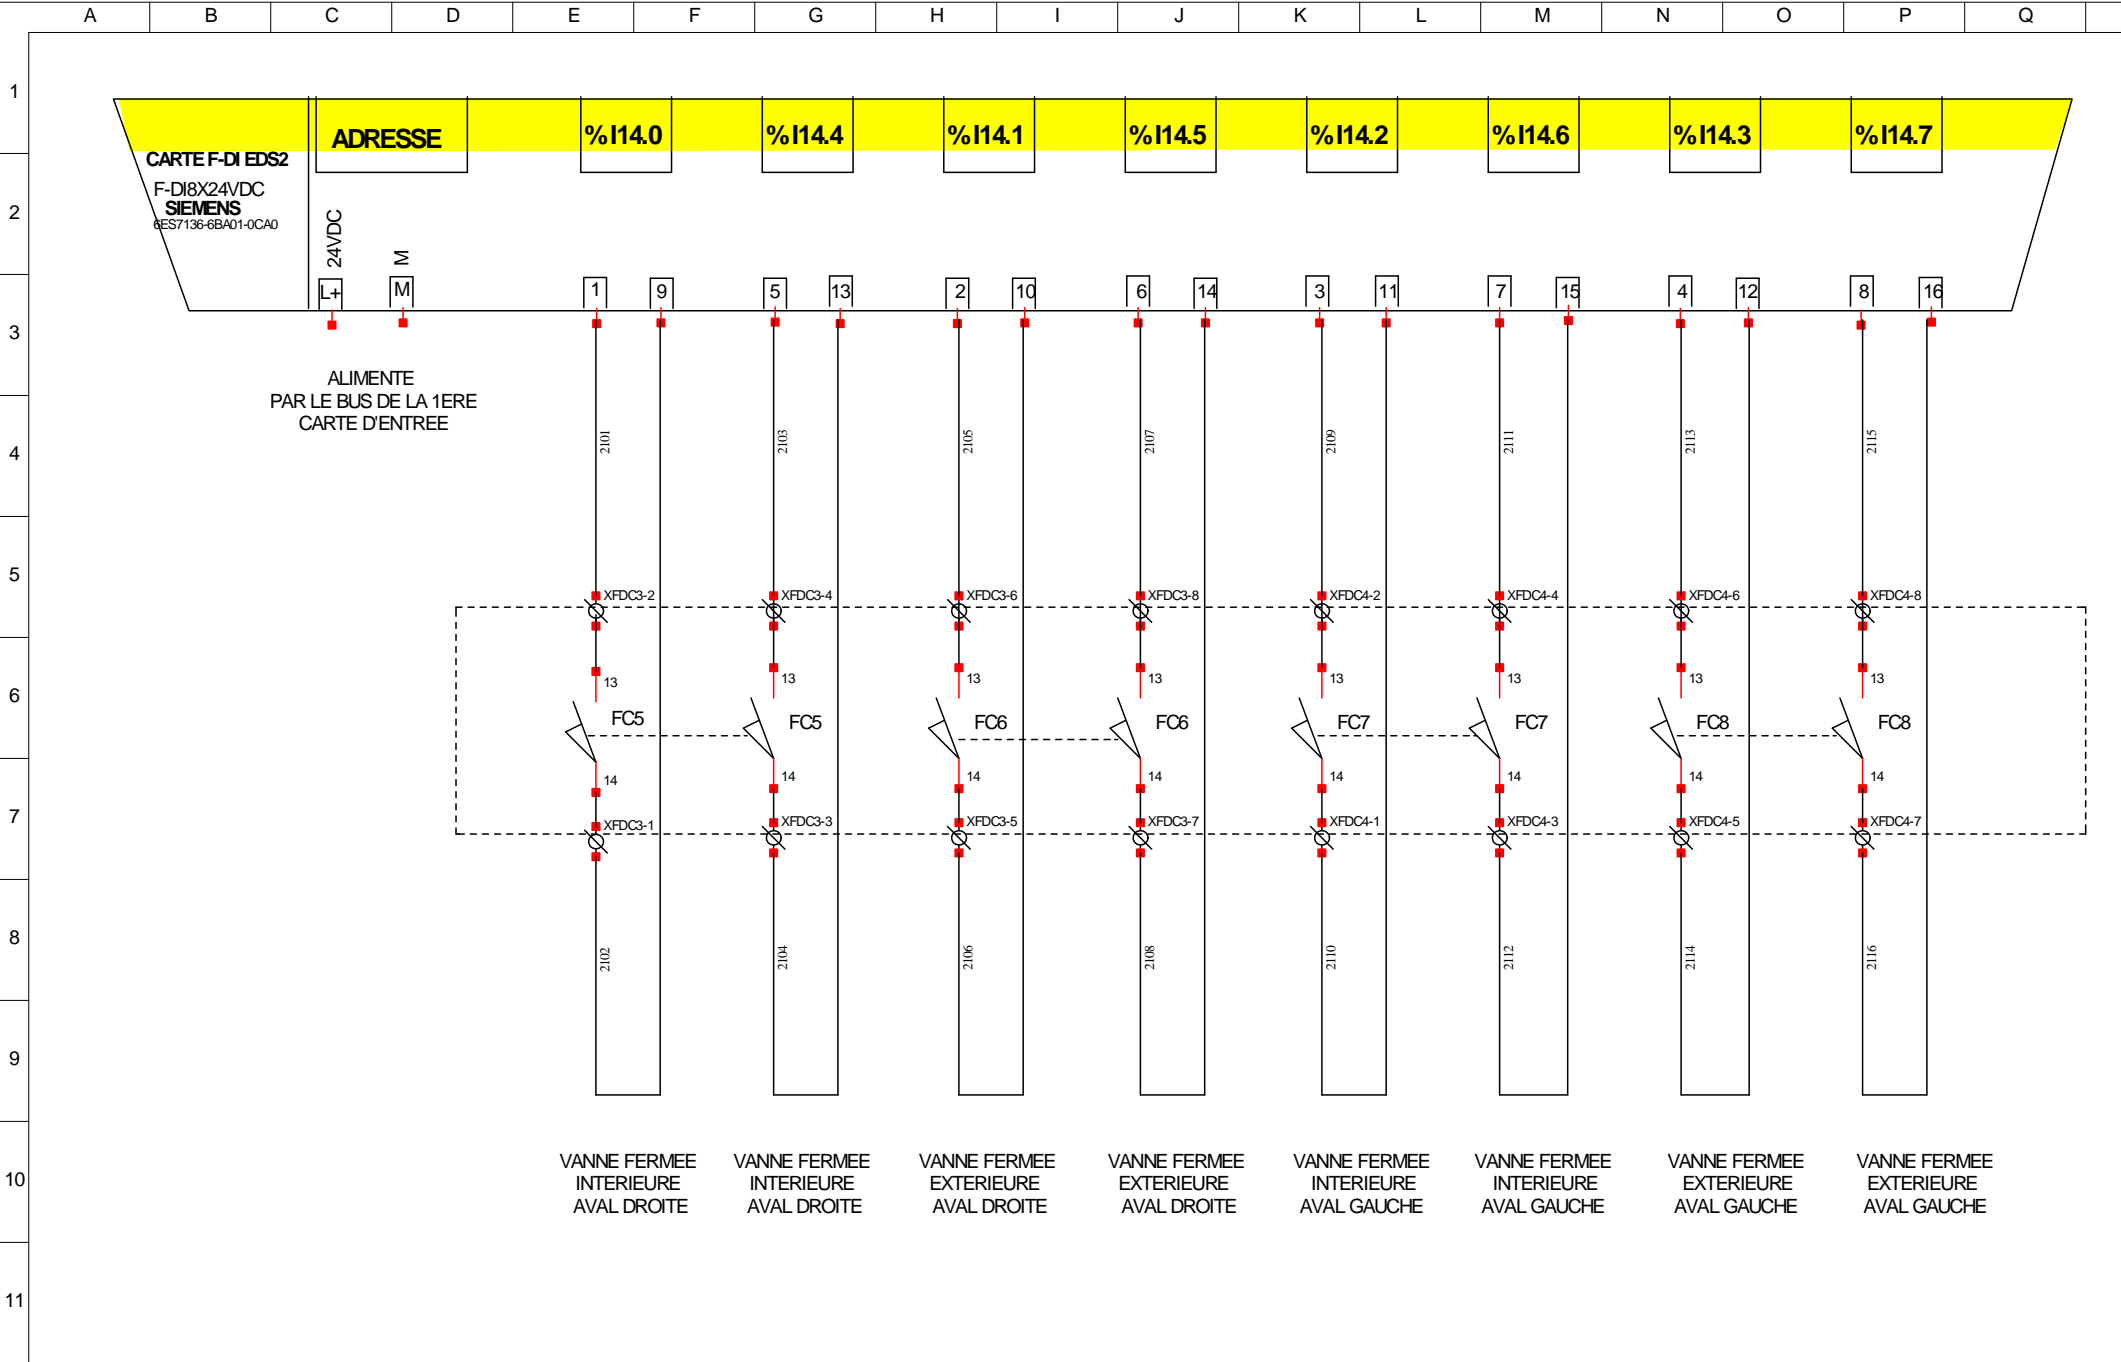 A B C D E F G H I J K L M N O P Q
1
2
3
4
5
6
7
8
9
10
11
ADRESSE %I14.0 %I14.4 %I14.1 %I14.5 %I14.2 %I14.6 %I14.3 %I14.7
CARTE F-DI EDS2
F-DI8X24VDC
SIEMENS
6ES7136-6BA01-0CA0
24VDC M
L+ M 1 9 5 13 2 10 6 14 3 11 7 15 4 12 8 16
ALIMENTE
PAR LE BUS DE LA 1ERE
CARTE D'ENTREE
2101 2103 2105 2107 2109 2111 2113 2115
XFDC3-2 XFDC3-4 XFDC3-6 XFDC3-8 XFDC4-2 XFDC4-4 XFDC4-6 XFDC4-8
13 13 13 13 13 13 13 13
FC5 FC5 FC6 FC6 FC7 FC7 FC8 FC8
14 14 14 14 14 14 14 14
XFDC3-1 XFDC3-3 XFDC3-5 XFDC3-7 XFDC4-1 XFDC4-3 XFDC4-5 XFDC4-7
2102 2104 2106 2108 2110 2112 2114 2116
VANNE FERMEE
INTERIEURE
AVAL DROITE
VANNE FERMEE
INTERIEURE
AVAL DROITE
VANNE FERMEE
EXTERIEURE
AVAL DROITE
VANNE FERMEE
EXTERIEURE
AVAL DROITE
VANNE FERMEE
INTERIEURE
AVAL GAUCHE
VANNE FERMEE
INTERIEURE
AVAL GAUCHE
VANNE FERMEE
EXTERIEURE
AVAL GAUCHE
VANNE FERMEE
EXTERIEURE
AVAL GAUCHE